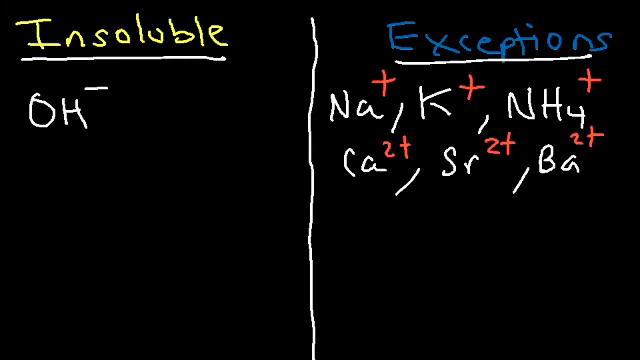 Insoluble
Exceptions
OH⁻
Na⁺, K⁺, NH₄⁺
Ca²⁺, Sr²⁺, Ba²⁺